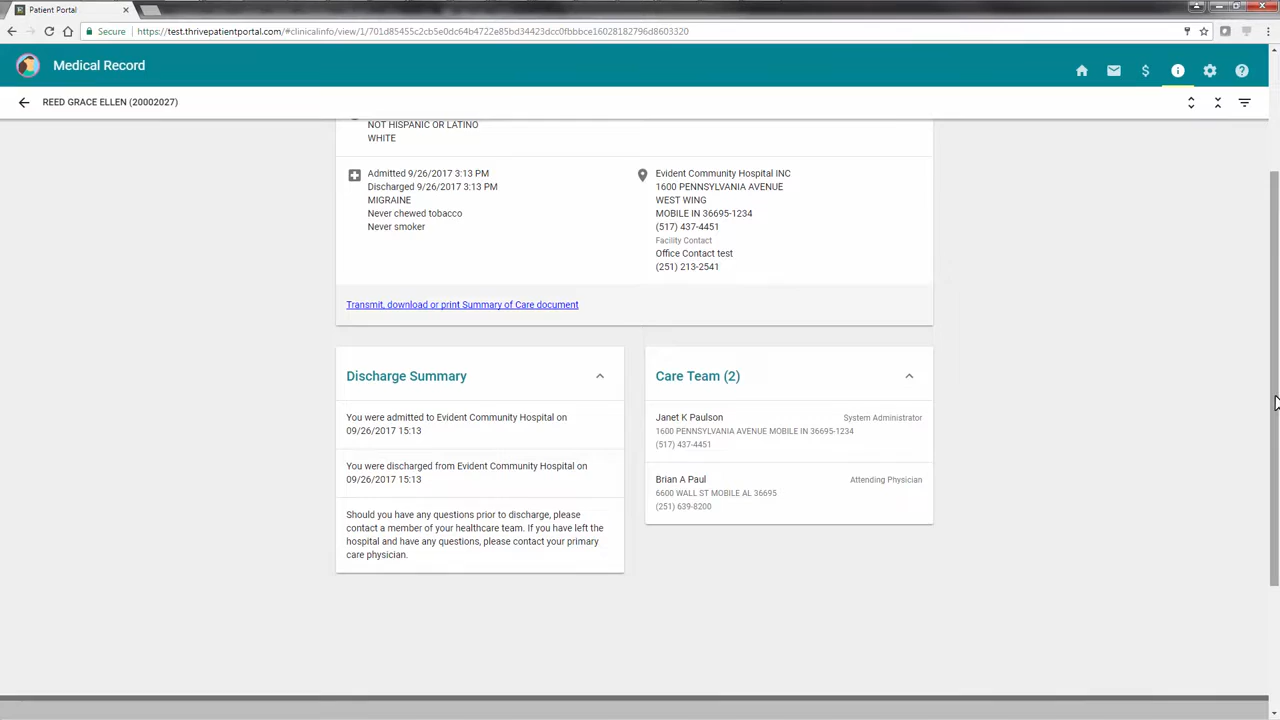 Patient Portal
Secure
https://test.thrivepatientportal.com/#clinicalinfo/view/1/701d85455c2cb5e0dc64b4722e85bd34423dcc0fbbbce16028182796d8603320
Medical Record
REED GRACE ELLEN (20002027)
NOT HISPANIC OR LATINO
WHITE
Admitted 9/26/2017 3:13 PM
Discharged 9/26/2017 3:13 PM
MIGRAINE
Never chewed tobacco
Never smoker
Evident Community Hospital INC
1600 PENNSYLVANIA AVENUE
WEST WING
MOBILE IN 36695-1234
(517) 437-4451
Facility Contact
Office Contact test
(251) 213-2541
Transmit, download or print Summary of Care document
Discharge Summary
You were admitted to Evident Community Hospital on
09/26/2017 15:13
You were discharged from Evident Community Hospital on
09/26/2017 15:13
Should you have any questions prior to discharge, please
contact a member of your healthcare team. If you have left the
hospital and have any questions, please contact your primary
care physician.
Care Team (2)
Janet K Paulson System Administrator
1600 PENNSYLVANIA AVENUE MOBILE IN 36695-1234
(517) 437-4451
Brian A Paul Attending Physician
6600 WALL ST MOBILE AL 36695
(251) 639-8200